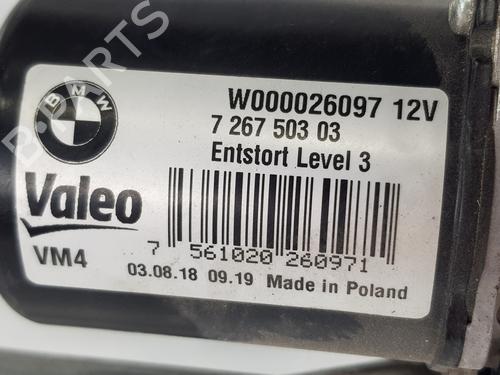 BMW
W000026097 12V
7 267 503 03
Entstort Level 3
Valeo
VM4
7 561020 260971
03.08.18 09.19 Made in Poland
B-PARTS